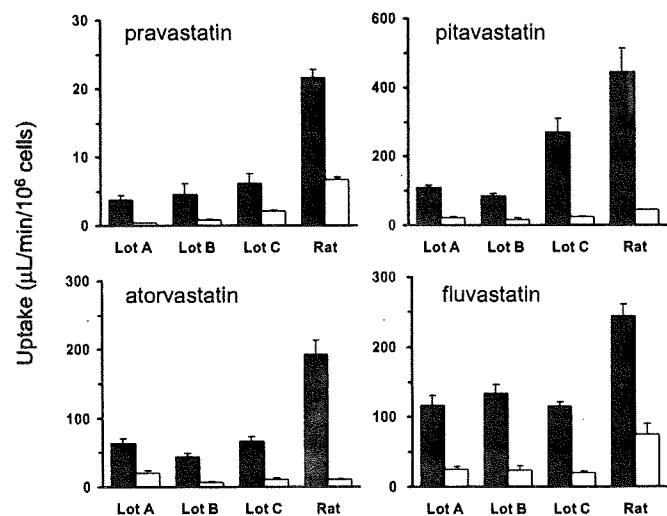 pravastatin
pitavastatin
30
20
10
0
600
400
200
0
Lot A Lot B Lot C Rat
Lot A Lot B Lot C Rat
Uptake (μL/min/10⁶ cells)
atorvastatin
fluvastatin
300
200
100
0
300
200
100
0
Lot A Lot B Lot C Rat
Lot A Lot B Lot C Rat